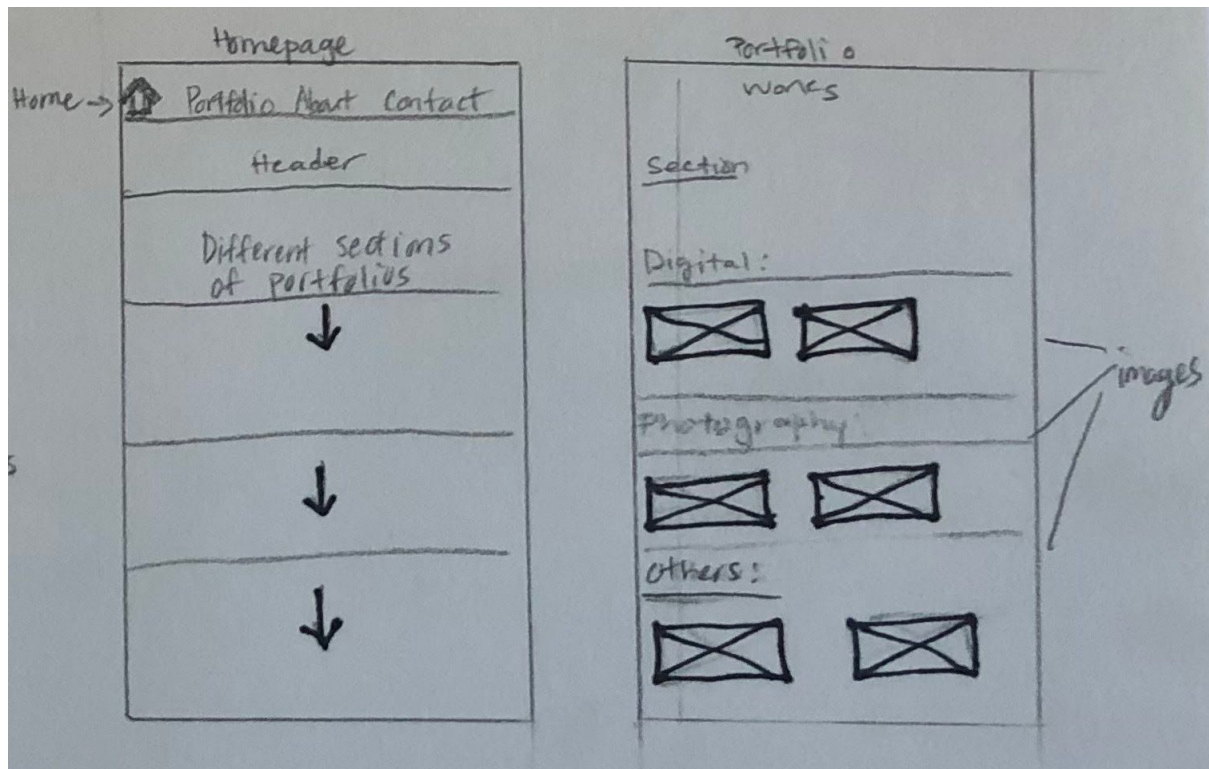 Homepage
Home → Portfolio About Contact
Header
Different sections
of portfolios
Portfolio
works
Section
Digital:
Photography:
others:
images
s